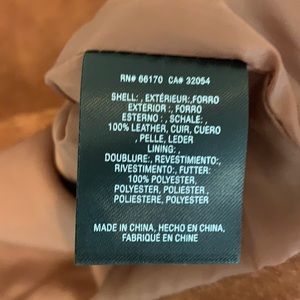 RN# 66170 CA# 32054
SHELL: , EXTÉRIEUR:,FORRO
EXTERIOR : , FORRO
ESTERNO : , SCHALE: ,
100% LEATHER, CUIR, CUERO
, PELLE, LEDER
LINING: ,
DOUBLURE:, REVESTIMIENTO:,
RIVESTIMENTO:, FUTTER:
100% POLYESTER,
POLYESTER, POLIESTER ,
POLIESTERE, POLYESTER
MADE IN CHINA, HECHO EN CHINA,
FABRIQUÉ EN CHINE